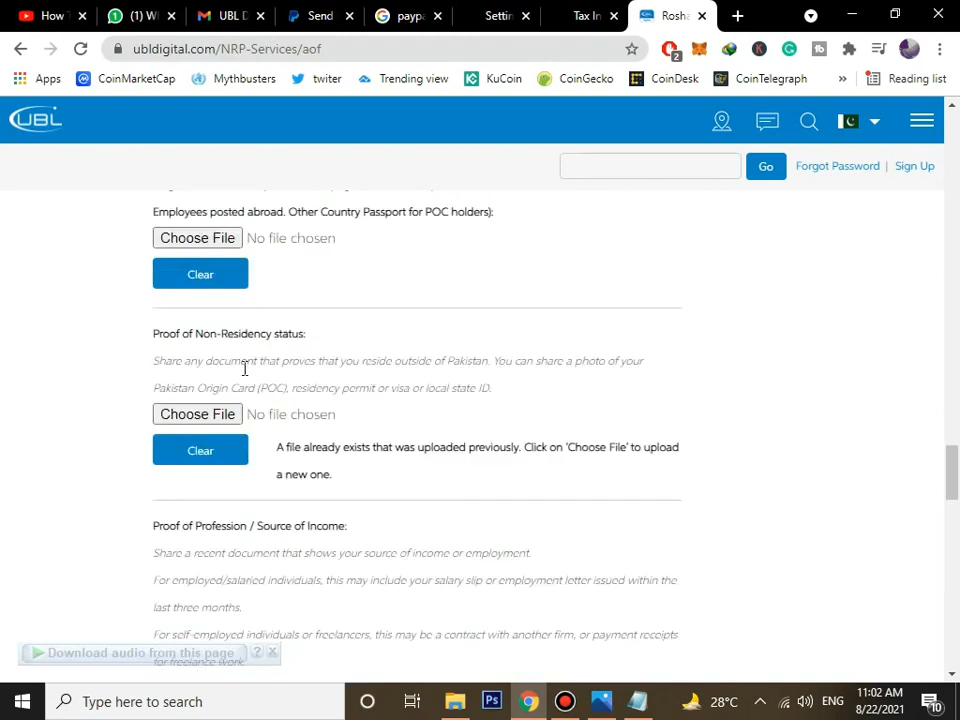 How T
(1) W
UBL D
Send
payp
Settin
Tax In
Rosha
ubldigital.com/NRP-Services/aof
2
Apps
CoinMarketCap
Mythbusters
twiter
Trending view
KuCoin
CoinGecko
CoinDesk
CoinTelegraph
»
Reading list
UBL
Go
Forgot Password | Sign Up
Employees posted abroad. Other Country Passport for POC holders):
Choose File No file chosen
Clear
Proof of Non-Residency status:
Share any document that proves that you reside outside of Pakistan. You can share a photo of your
Pakistan Origin Card (POC), residency permit or visa or local state ID.
Choose File No file chosen
Clear
A file already exists that was uploaded previously. Click on 'Choose File' to upload
a new one.
Proof of Profession / Source of Income:
Share a recent document that shows your source of income or employment.
For employed/salaried individuals, this may include your salary slip or employment letter issued within the
last three months.
For self-employed individuals or freelancers, this may be a contract with another firm, or payment receipts
for freelance work.
Download audio from this page ? x
Type here to search
Ps
28°C
ENG
11:02 AM
8/22/2021
10